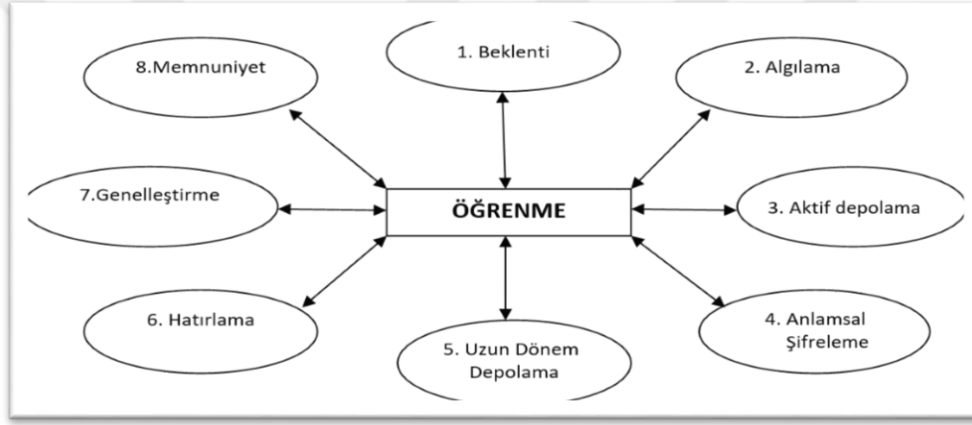 1. Beklenti
2. Algılama
3. Aktif depolama
4. Anlamsal
Şifreleme
5. Uzun Dönem
Depolama
6. Hatırlama
7.Genelleştirme
8.Memnuniyet
ÖĞRENME